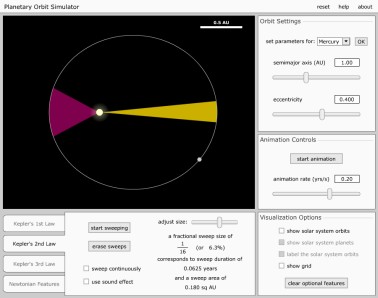 Planetary Orbit Simulator
reset help about
0.5 AU
Orbit Settings
set parameters for: Mercury OK
semimajor axis (AU) 1.00
eccentricity 0.400
Animation Controls
start animation
animation rate (yrs/s) 0.20
Kepler's 1st Law
Kepler's 2nd Law
Kepler's 3rd Law
Newtonian Features
start sweeping
erase sweeps
sweep continuously
use sound effect
adjust size:
a fractional sweep size of
1
16 (or 6.3%)
corresponds to sweep duration of
0.0625 years
and a sweep area of
0.180 sq AU
Visualization Options
show solar system orbits
show solar system planets
label the solar system orbits
show grid
clear optional features